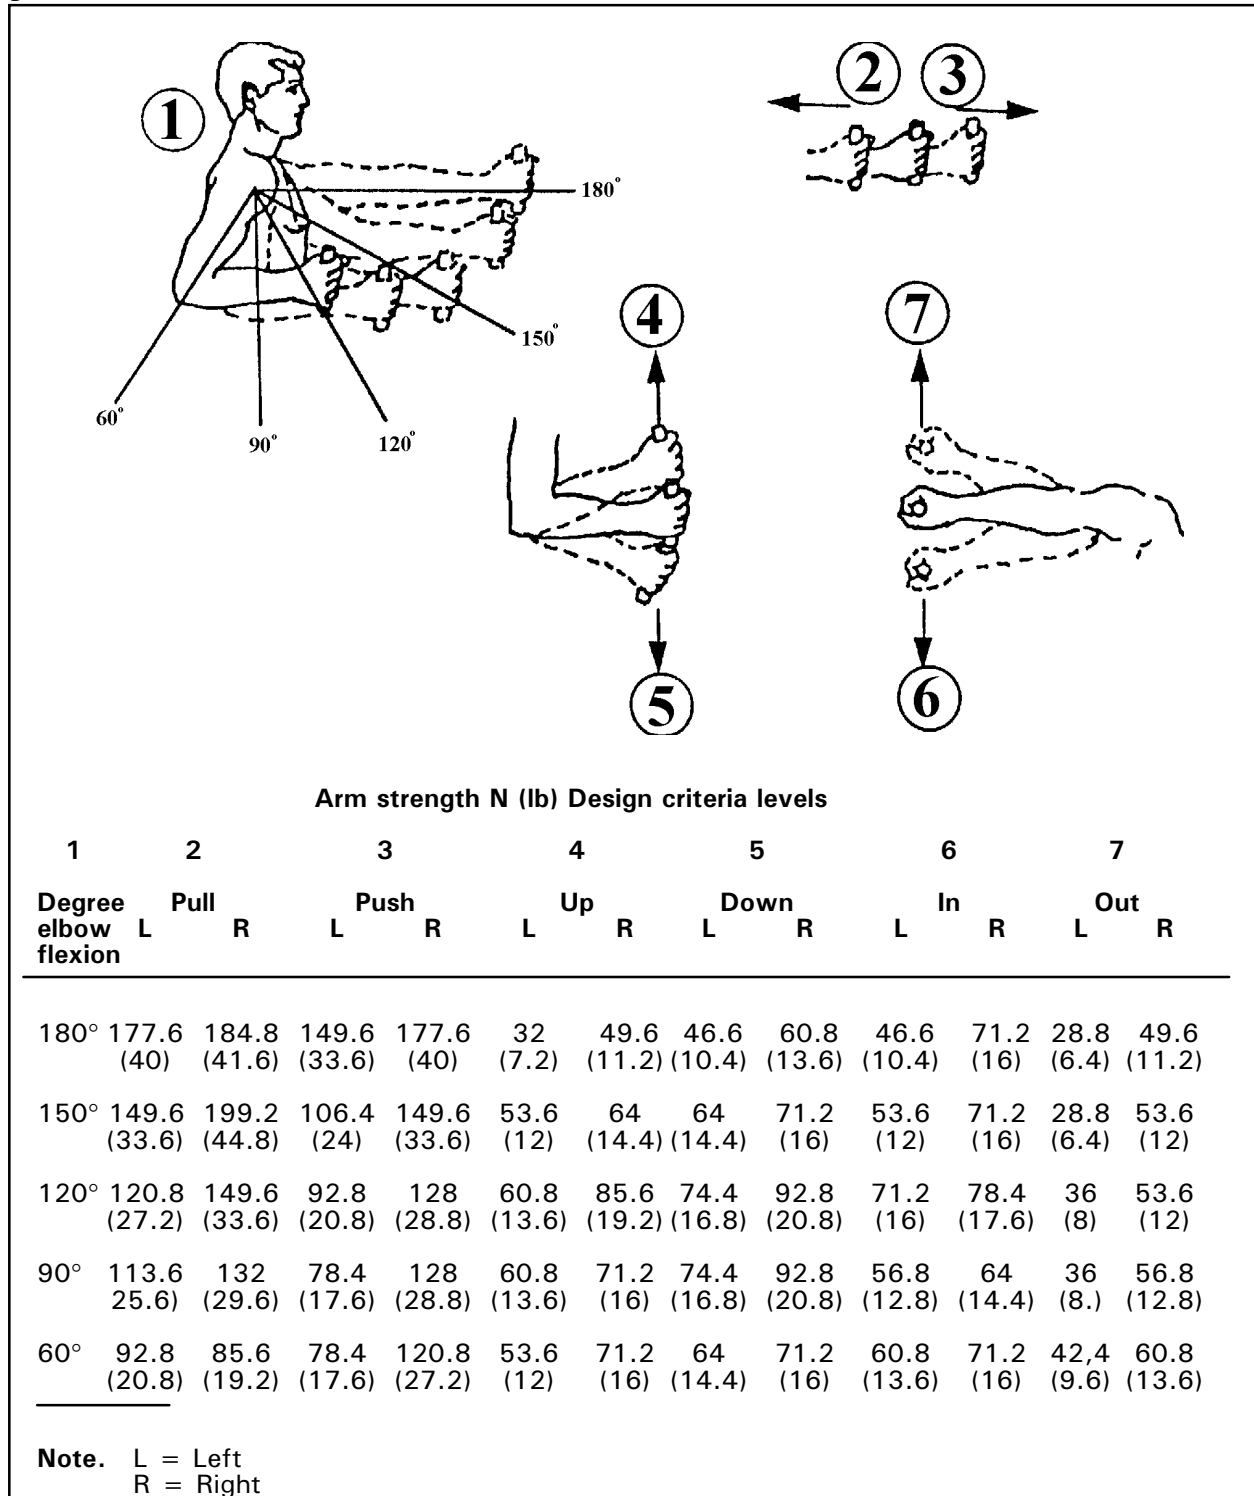 1
2
3
180°
150°
60°
90°
120°
4
7
5
6
Arm strength N (lb) Design criteria levels
1 2 3 4 5 6 7
Degree Pull Push Up Down In Out
elbow L R L R L R L R L R L R
flexion
180° 177.6 184.8 149.6 177.6 32 49.6 46.6 60.8 46.6 71.2 28.8 49.6
(40) (41.6) (33.6) (40) (7.2) (11.2) (10.4) (13.6) (10.4) (16) (6.4) (11.2)
150° 149.6 199.2 106.4 149.6 53.6 64 64 71.2 53.6 71.2 28.8 53.6
(33.6) (44.8) (24) (33.6) (12) (14.4) (14.4) (16) (12) (16) (6.4) (12)
120° 120.8 149.6 92.8 128 60.8 85.6 74.4 92.8 71.2 78.4 36 53.6
(27.2) (33.6) (20.8) (28.8) (13.6) (19.2) (16.8) (20.8) (16) (17.6) (8) (12)
90° 113.6 132 78.4 128 60.8 71.2 74.4 92.8 56.8 64 36 56.8
25.6) (29.6) (17.6) (28.8) (13.6) (16) (16.8) (20.8) (12.8) (14.4) (8.) (12.8)
60° 92.8 85.6 78.4 120.8 53.6 71.2 64 71.2 60.8 71.2 42,4 60.8
(20.8) (19.2) (17.6) (27.2) (12) (16) (14.4) (16) (13.6) (16) (9.6) (13.6)
Note. L = Left
R = Right